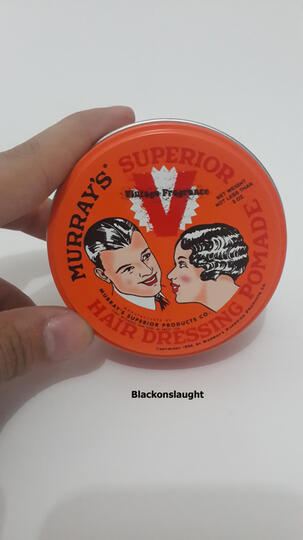 MURRAY'S®
SUPERIOR
Vintage Fragrance
V
NET WEIGHT
NOT LESS THAN
3 OZ
MURRAY'S SUPERIOR PRODUCTS CO.
HAIR DRESSING POMADE
Blackonslaught